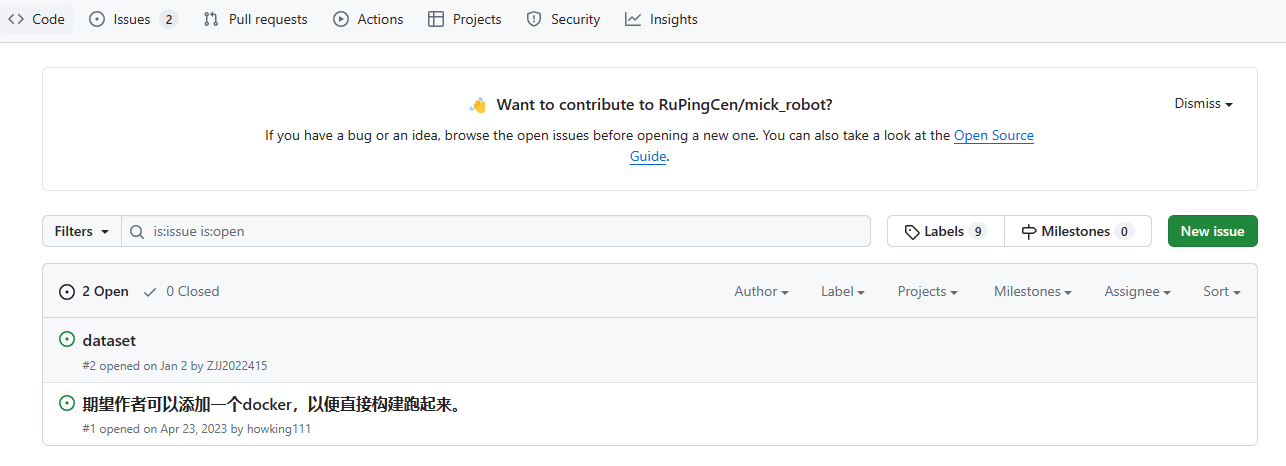 Code Issues 2 Pull requests Actions Projects Security Insights
Want to contribute to RuPingCen/mick_robot? Dismiss
If you have a bug or an idea, browse the open issues before opening a new one. You can also take a look at the Open Source
Guide.
Filters is:issue is:open Labels 9 Milestones 0 New issue
2 Open 0 Closed Author Label Projects Milestones Assignee Sort
dataset
#2 opened on Jan 2 by ZJJ2022415
期望作者可以添加一个docker，以便直接构建跑起来。
#1 opened on Apr 23, 2023 by howking111